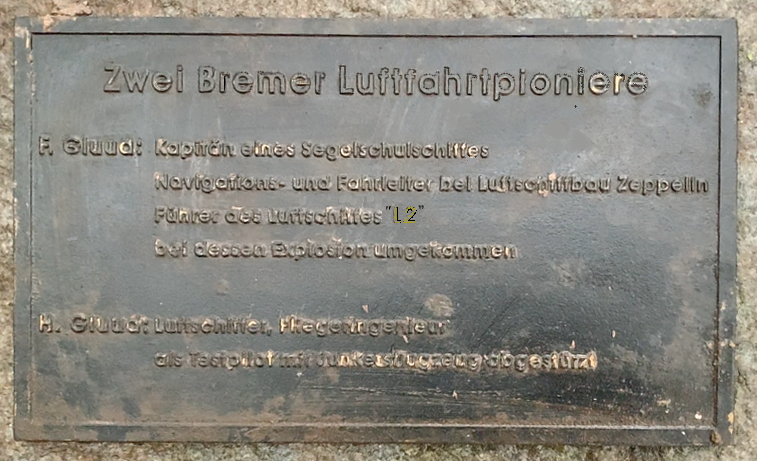 Zwei Bremer Luftfahrtpioniere
F. Gluud: Kapitän eines Segelschulschiffes
Navigations- und Fahrleiter bei Luftschiffbau Zeppelin
Führer des Luftschiffes "L2"
bei dessen Explosion umgekommen
H. Gluud: Luftschiffer, Fliegeringenieur
als Testpilot mit Junkersflugzeug abgestürzt